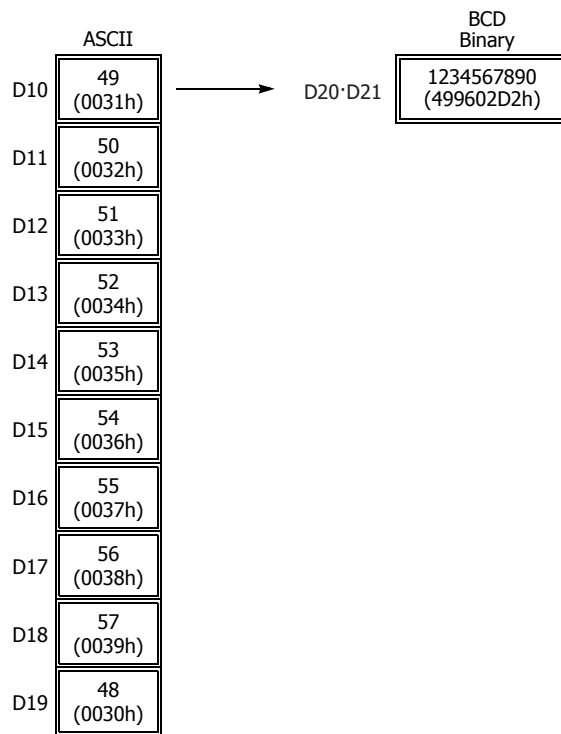 ASCII
BCD
Binary
D10
49
(0031h)
D20·D21
1234567890
(499602D2h)
D11
50
(0032h)
D12
51
(0033h)
D13
52
(0034h)
D14
53
(0035h)
D15
54
(0036h)
D16
55
(0037h)
D17
56
(0038h)
D18
57
(0039h)
D19
48
(0030h)